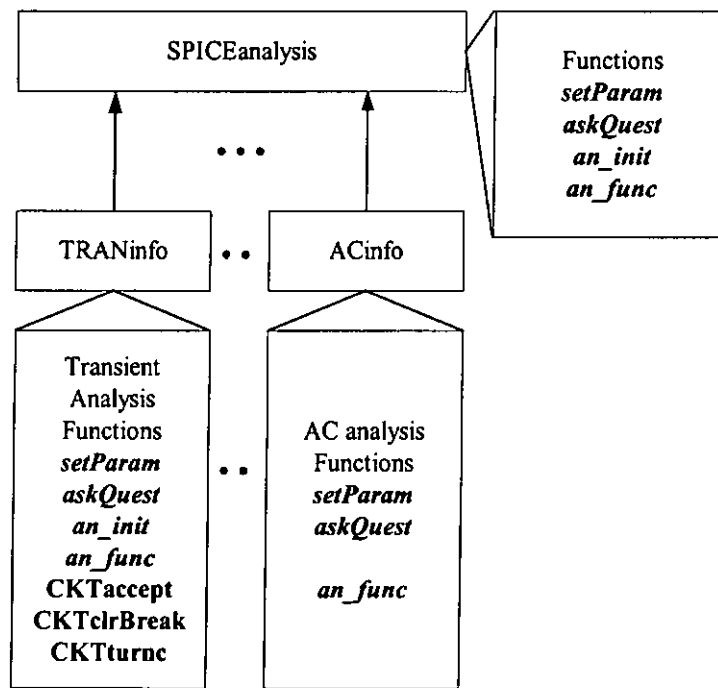 SPICEanalysis
Functions
setParam
askQuest
an_init
an_func
TRANinfo
ACinfo
Transient
Analysis
Functions
setParam
askQuest
an_init
an_func
CKTaccept
CKTclrBreak
CKTturnc
AC analysis
Functions
setParam
askQuest
an_func